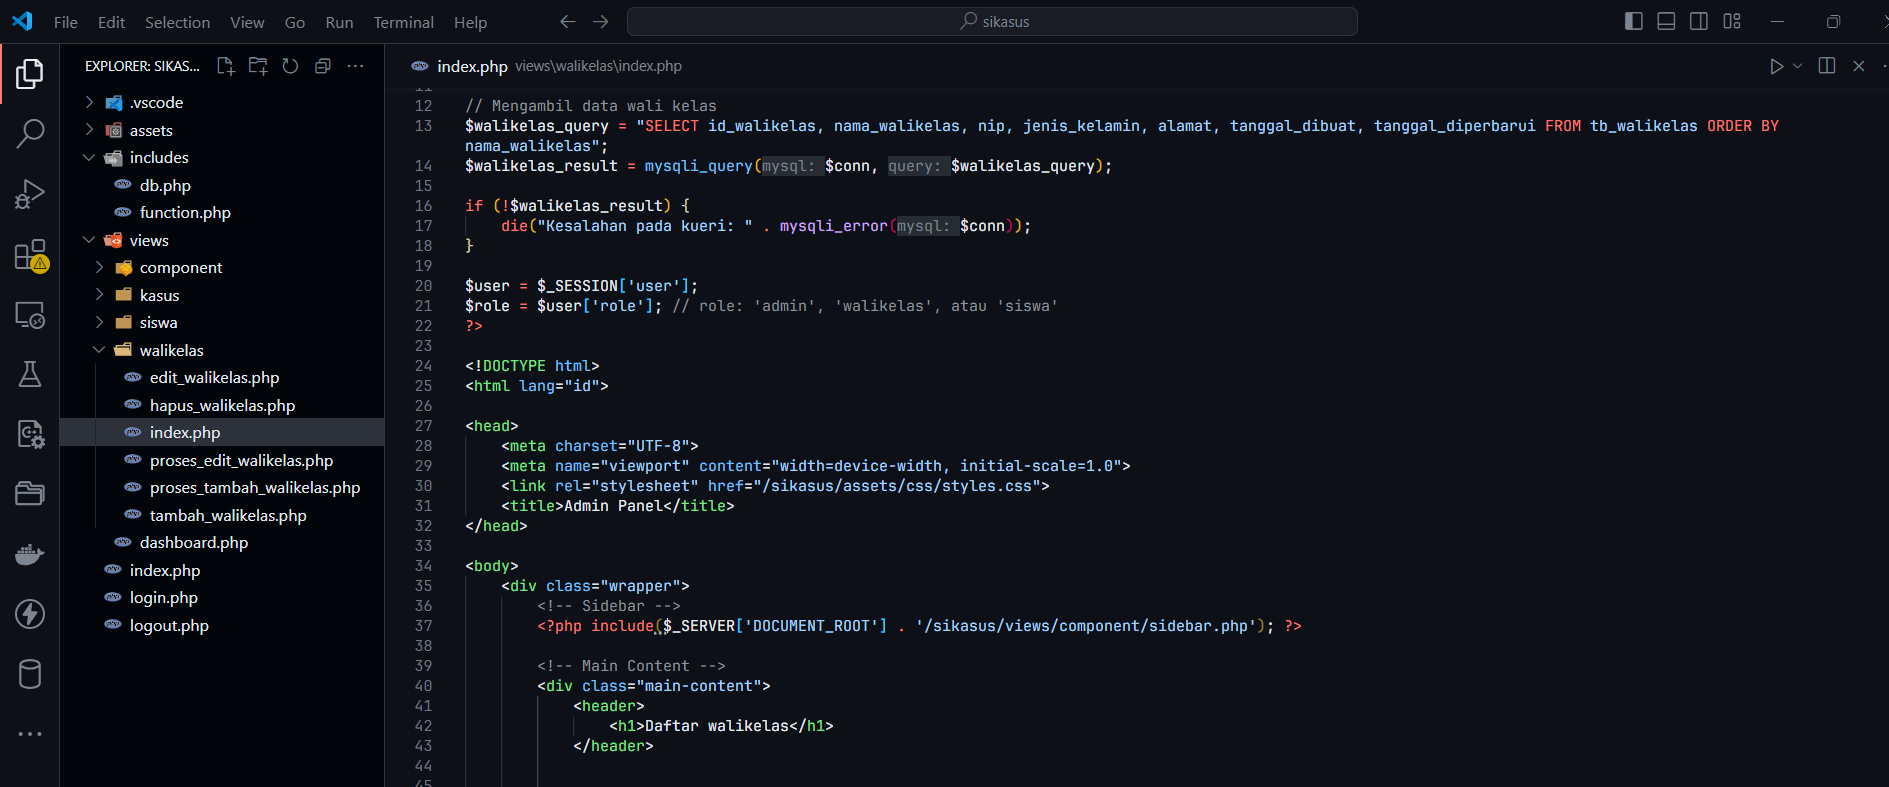 File Edit Selection View Go Run Terminal Help
sikasus
EXPLORER: SIKAS...
.vscode
assets
includes
db.php
function.php
views
component
kasus
siswa
walikelas
edit_walikelas.php
hapus_walikelas.php
index.php
proses_edit_walikelas.php
proses_tambah_walikelas.php
tambah_walikelas.php
dashboard.php
index.php
login.php
logout.php
index.php views\walikelas\index.php
11
12 // Mengambil data wali kelas
13 $walikelas_query = "SELECT id_walikelas, nama_walikelas, nip, jenis_kelamin, alamat, tanggal_dibuat, tanggal_diperbarui FROM tb_walikelas ORDER BY
nama_walikelas";
14 $walikelas_result = mysqli_query(mysql: $conn, query: $walikelas_query);
15
16 if (!$walikelas_result) {
17 die("Kesalahan pada kueri: " . mysqli_error(mysql: $conn));
18 }
19
20 $user = $_SESSION['user'];
21 $role = $user['role']; // role: 'admin', 'walikelas', atau 'siswa'
22 ?>
23
24 <!DOCTYPE html>
25 <html lang="id">
26
27 <head>
28 <meta charset="UTF-8">
29 <meta name="viewport" content="width=device-width, initial-scale=1.0">
30 <link rel="stylesheet" href="/sikasus/assets/css/styles.css">
31 <title>Admin Panel</title>
32 </head>
33
34 <body>
35 <div class="wrapper">
36 <!-- Sidebar -->
37 <?php include($_SERVER['DOCUMENT_ROOT'] . '/sikasus/views/component/sidebar.php'); ?>
38
39 <!-- Main Content -->
40 <div class="main-content">
41 <header>
42 <h1>Daftar walikelas</h1>
43 </header>
44
45